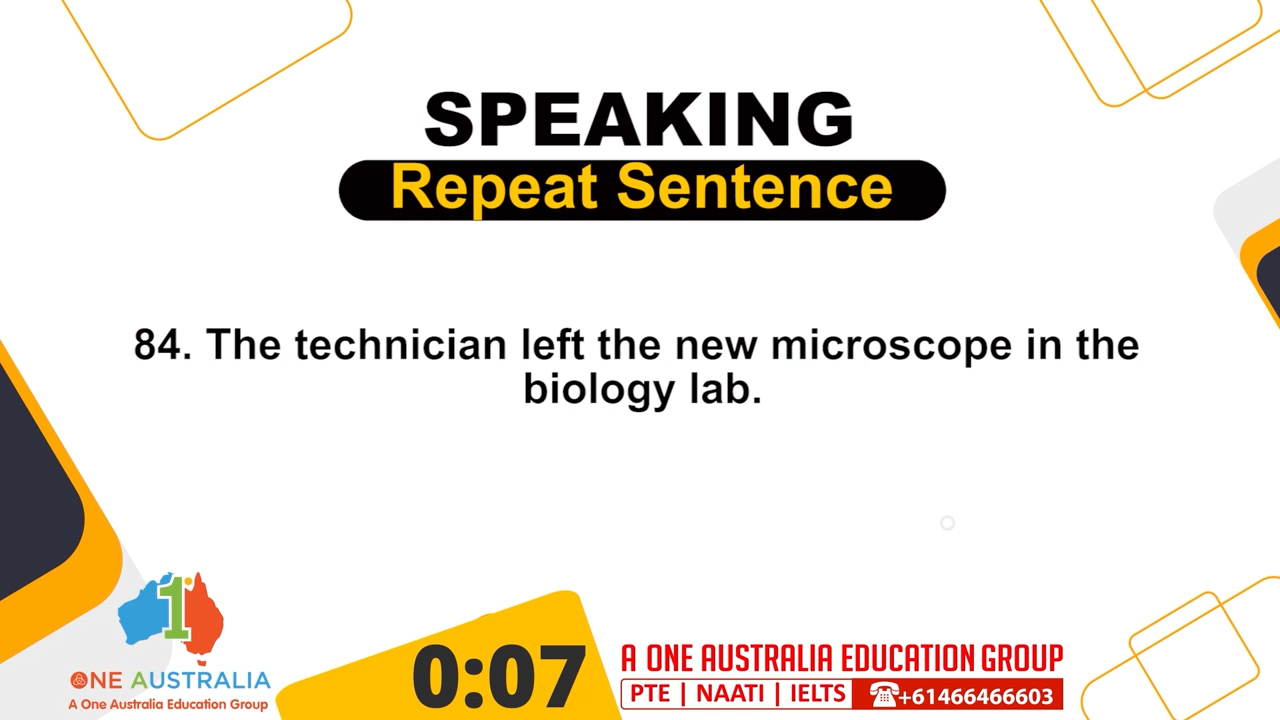 SPEAKING
Repeat Sentence
84. The technician left the new microscope in the
biology lab.
1
ONE AUSTRALIA
A One Australia Education Group
0:07
A ONE AUSTRALIA EDUCATION GROUP
PTE | NAATI | IELTS ☎+61466466603